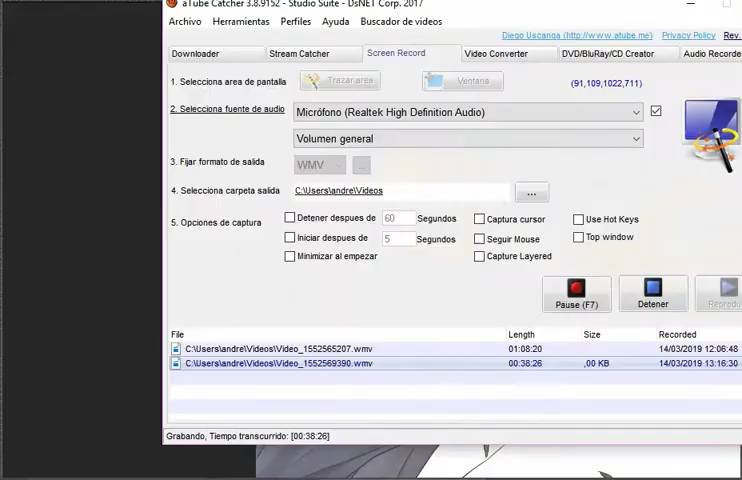 aTube Catcher 3.8.9152 - Studio Suite - DsNET Corp. 2017
Archivo Herramientas Perfiles Ayuda Buscador de videos
Diego Uscanga (http://www.atube.me) Privacy Policy Rev.
Downloader Stream Catcher Screen Record Video Converter DVD/BluRay/CD Creator Audio Recorde
1. Selecciona area de pantalla Trazar area Ventana (91,109,1022,711)
2. Selecciona fuente de audio Micrófono (Realtek High Definition Audio)
Volumen general
3. Fijar formato de salida WMV ...
4. Selecciona carpeta salida C:\Users\andre\Videos ...
5. Opciones de captura Detener despues de 60 Segundos Captura cursor Use Hot Keys
Iniciar despues de 5 Segundos Seguir Mouse Top window
Minimizar al empezar Capture Layered
Pause (F7) Detener Reprodu
File Length Size Recorded
C:\Users\andre\Videos\Video_1552565207.wmv 01:08:20 14/03/2019 12:06:48
C:\Users\andre\Videos\Video_1552569390.wmv 00:38:26 ,00 KB 14/03/2019 13:16:30
Grabando, Tiempo transcurrido: [00:38:26]